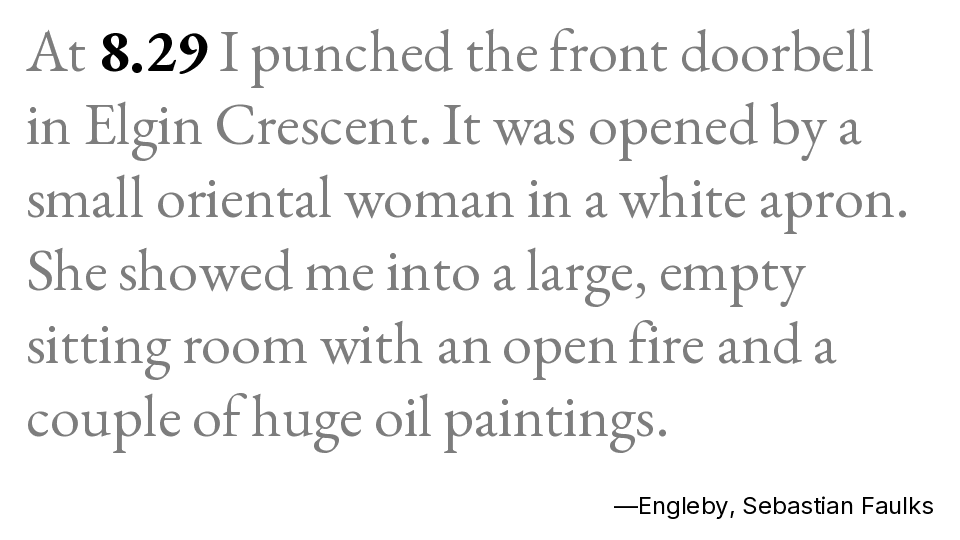 At 8.29 I punched the front doorbell
in Elgin Crescent. It was opened by a
small oriental woman in a white apron.
She showed me into a large, empty
sitting room with an open fire and a
couple of huge oil paintings.
—Engleby, Sebastian Faulks